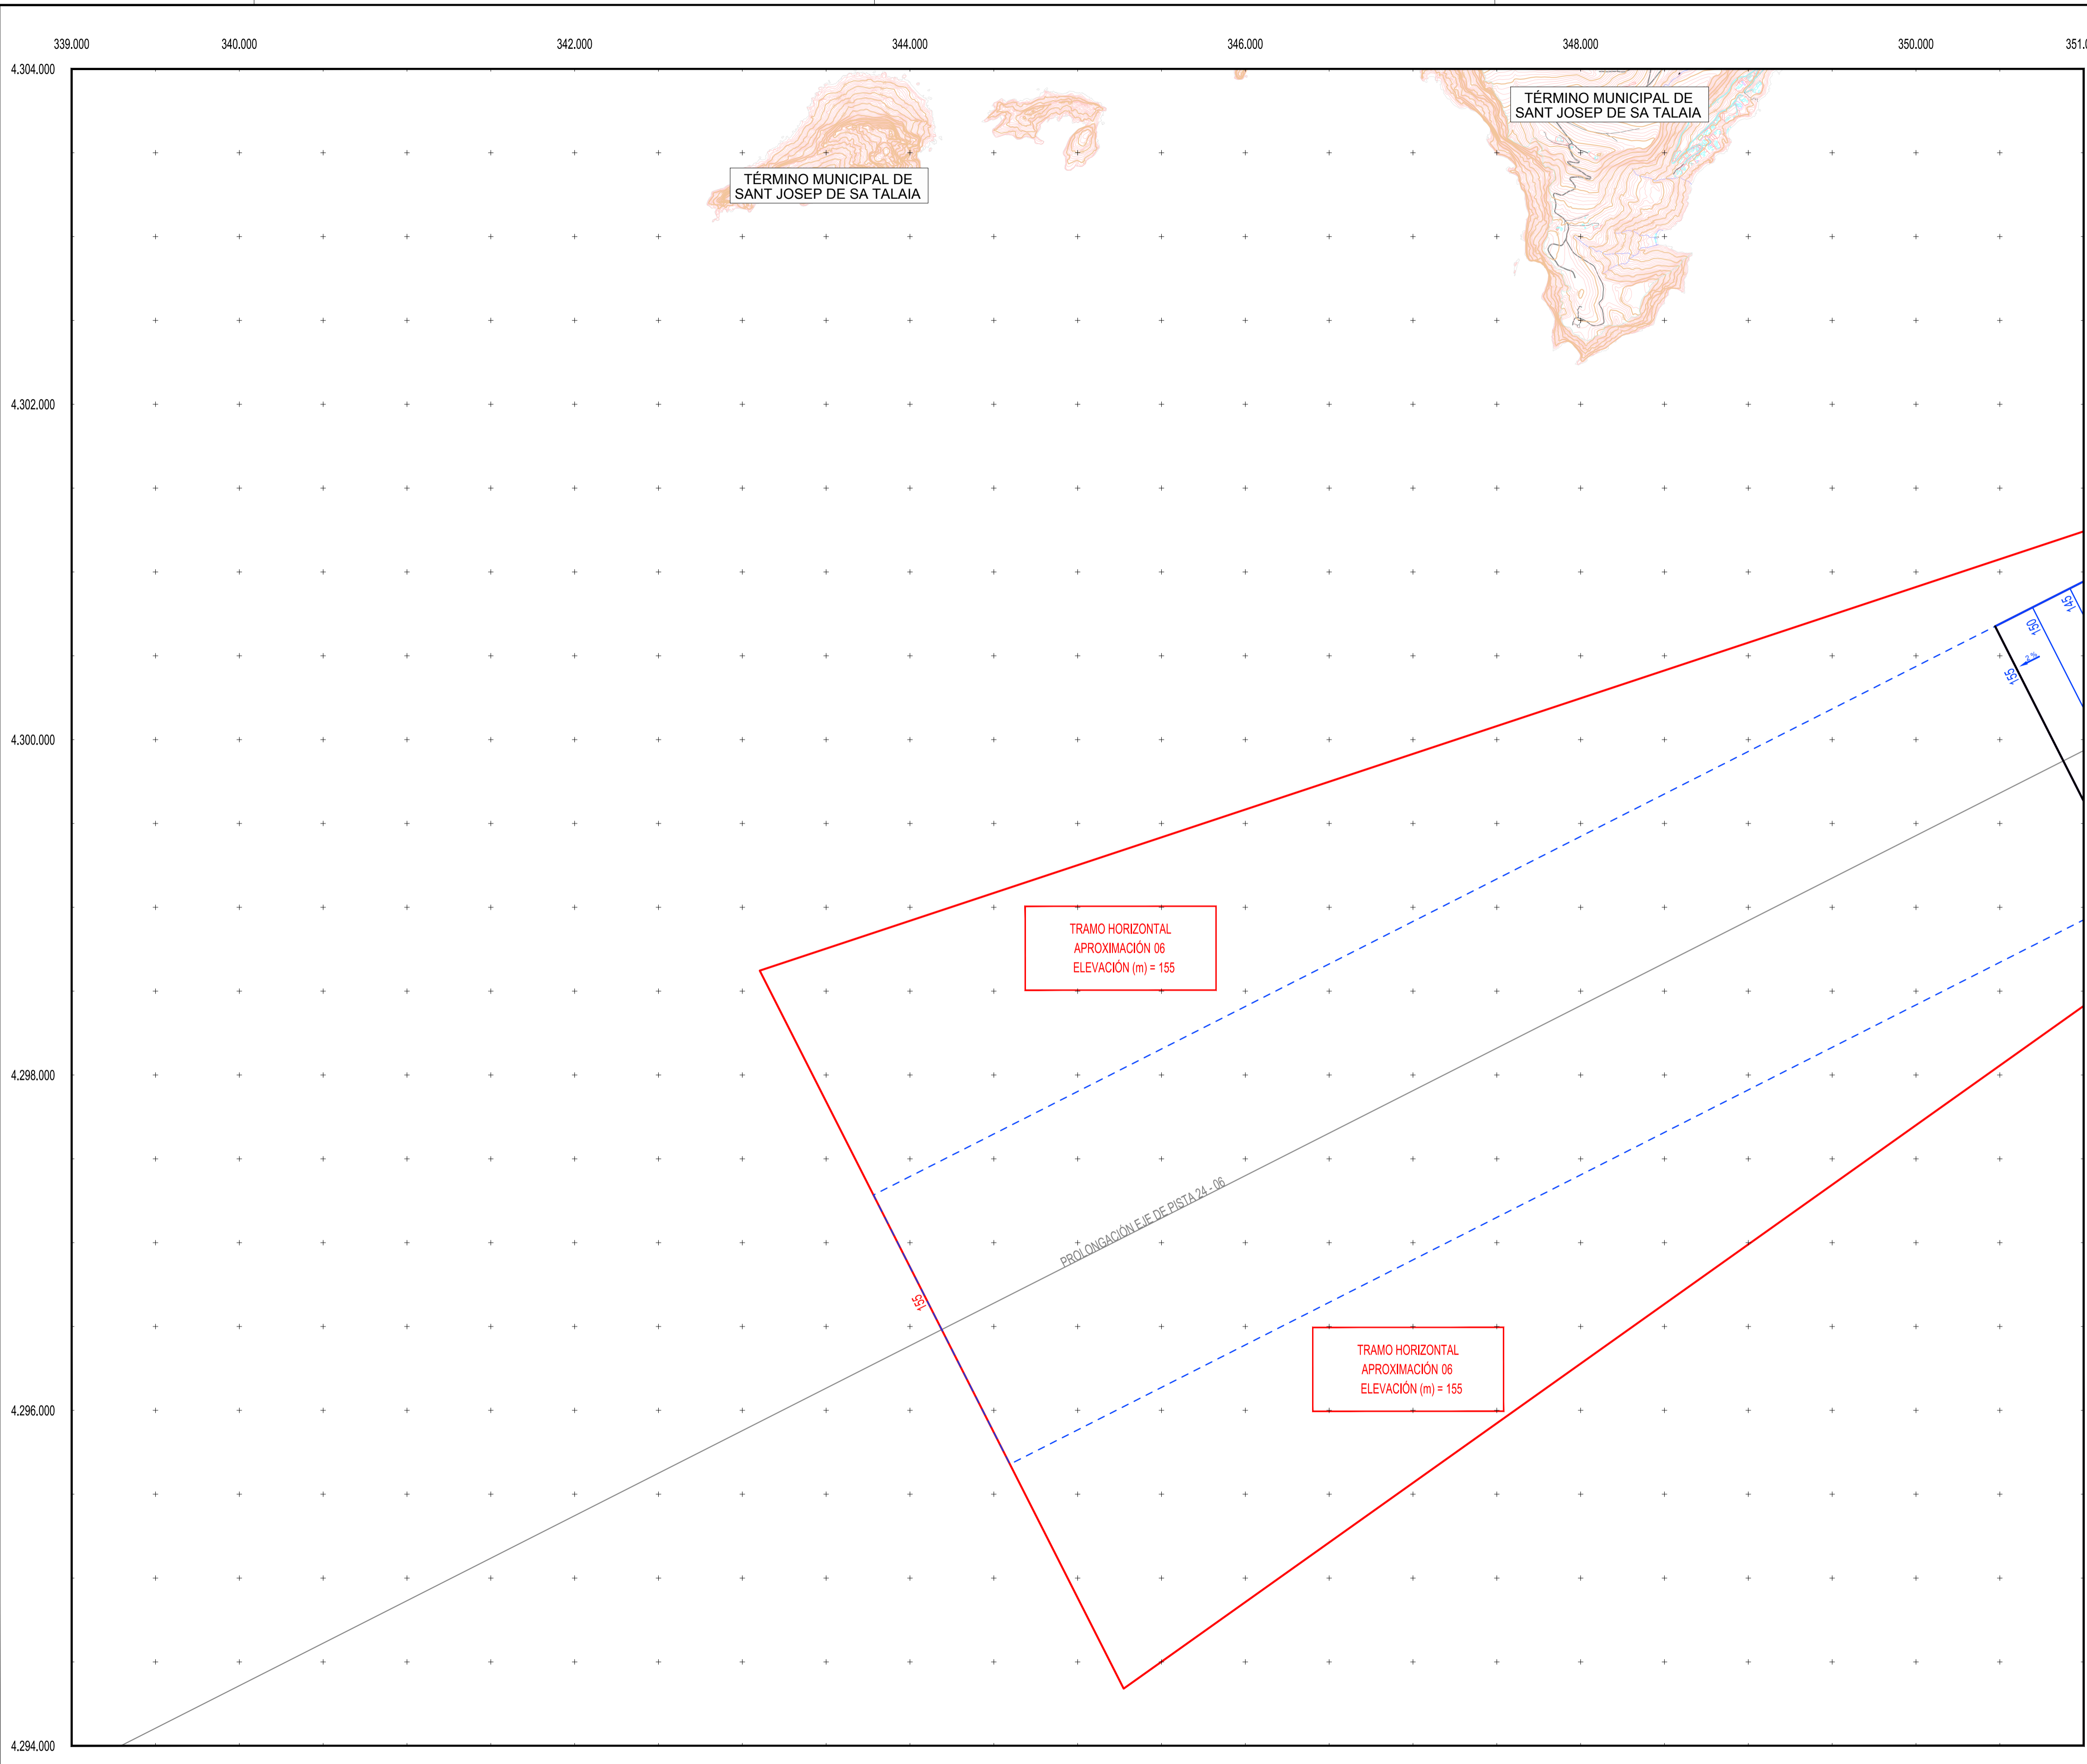 339.000 340.000 342.000 344.000 346.000 348.000 350.000
4.304.000
TÉRMINO MUNICIPAL DE
SANT JOSEP DE SA TALAIA
TÉRMINO MUNICIPAL DE
SANT JOSEP DE SA TALAIA
4.302.000
145
150
2 %
155
4.300.000
TRAMO HORIZONTAL
APROXIMACIÓN 06
ELEVACIÓN (m) = 155
4.298.000
PROLONGACIÓN EJE DE PISTA 24 - 06
155
TRAMO HORIZONTAL
APROXIMACIÓN 06
ELEVACIÓN (m) = 155
4.296.000
4.294.000